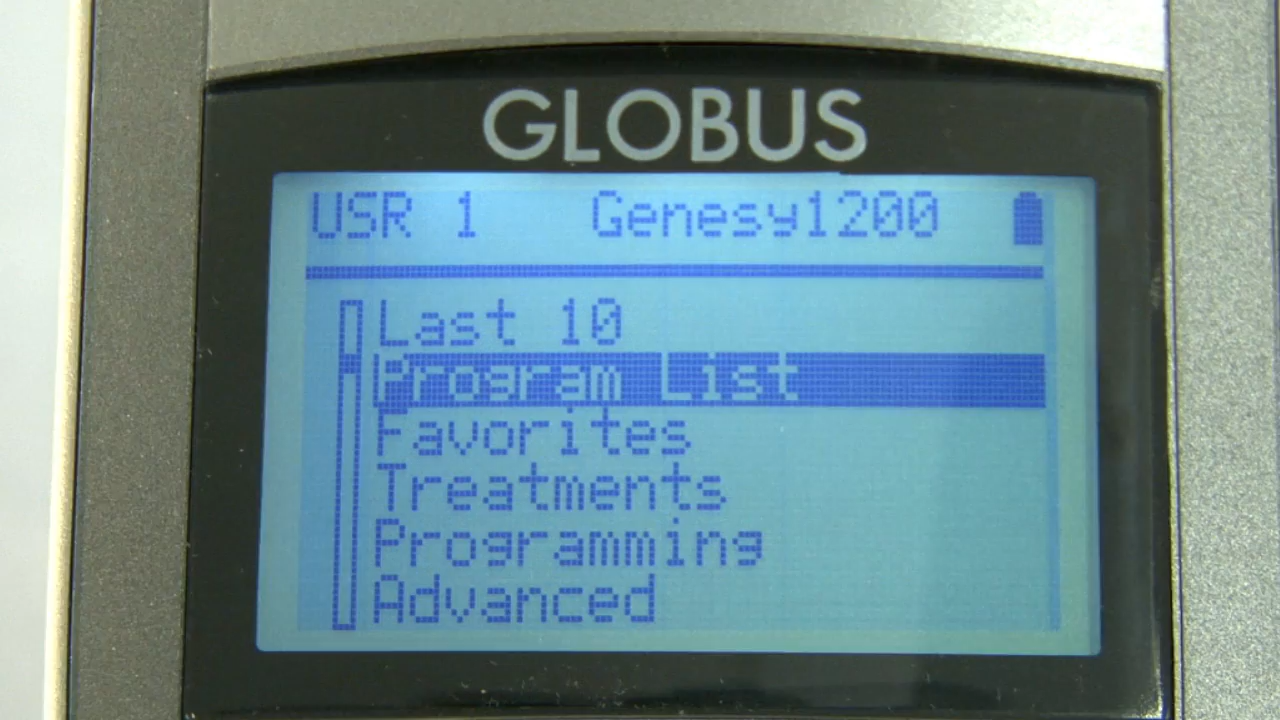 GLOBUS
USR 1 Genesy1200
Last 10
Program List
Favorites
Treatments
Programming
Advanced